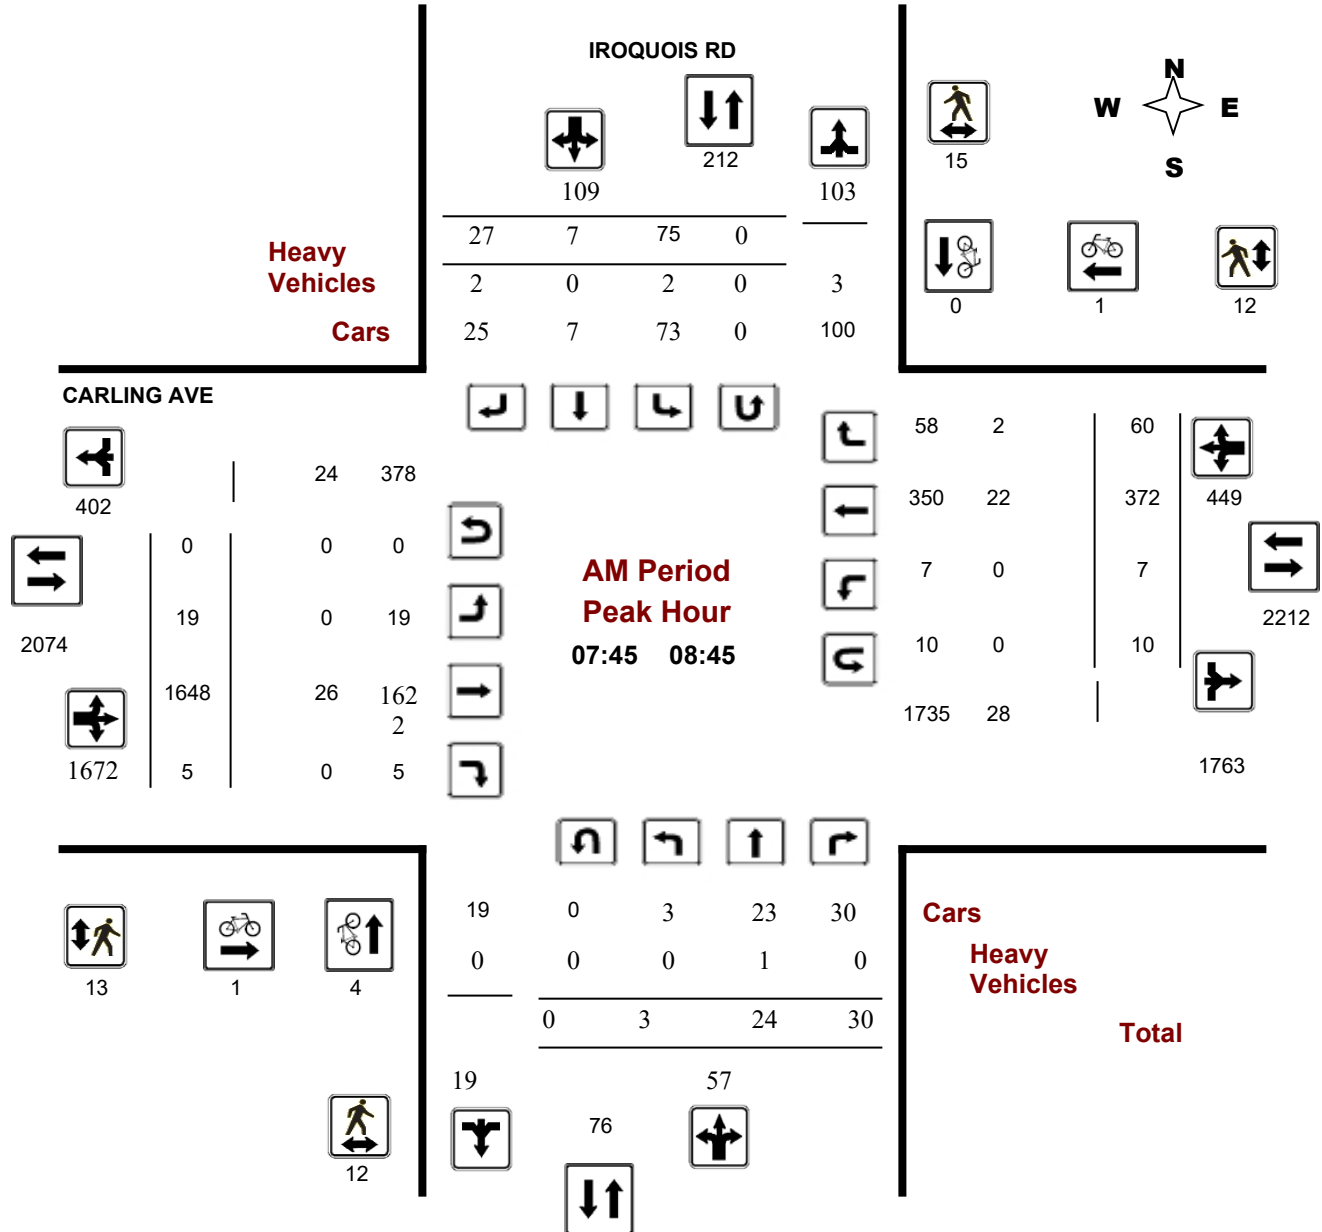 IROQUOIS RD
N
W E
S
212
15
109 103
27 7 75 0
Heavy
Vehicles
2 0 2 0 3
0 1 12
Cars
25 7 73 0 100
CARLING AVE
58 2 60
24 378
402
350 22 372 449
0 0 0
AM Period
7 0 7
Peak Hour
19 0 19
2212
2074
07:45 08:45
10 0 10
1648 26 162
2
1735 28
1672 5 0 5
1763
19 0 3 23 30
Cars
Heavy
Vehicles
0 0 0 1 0
13 1 4
0 3 24 30
Total
19 57
76
12